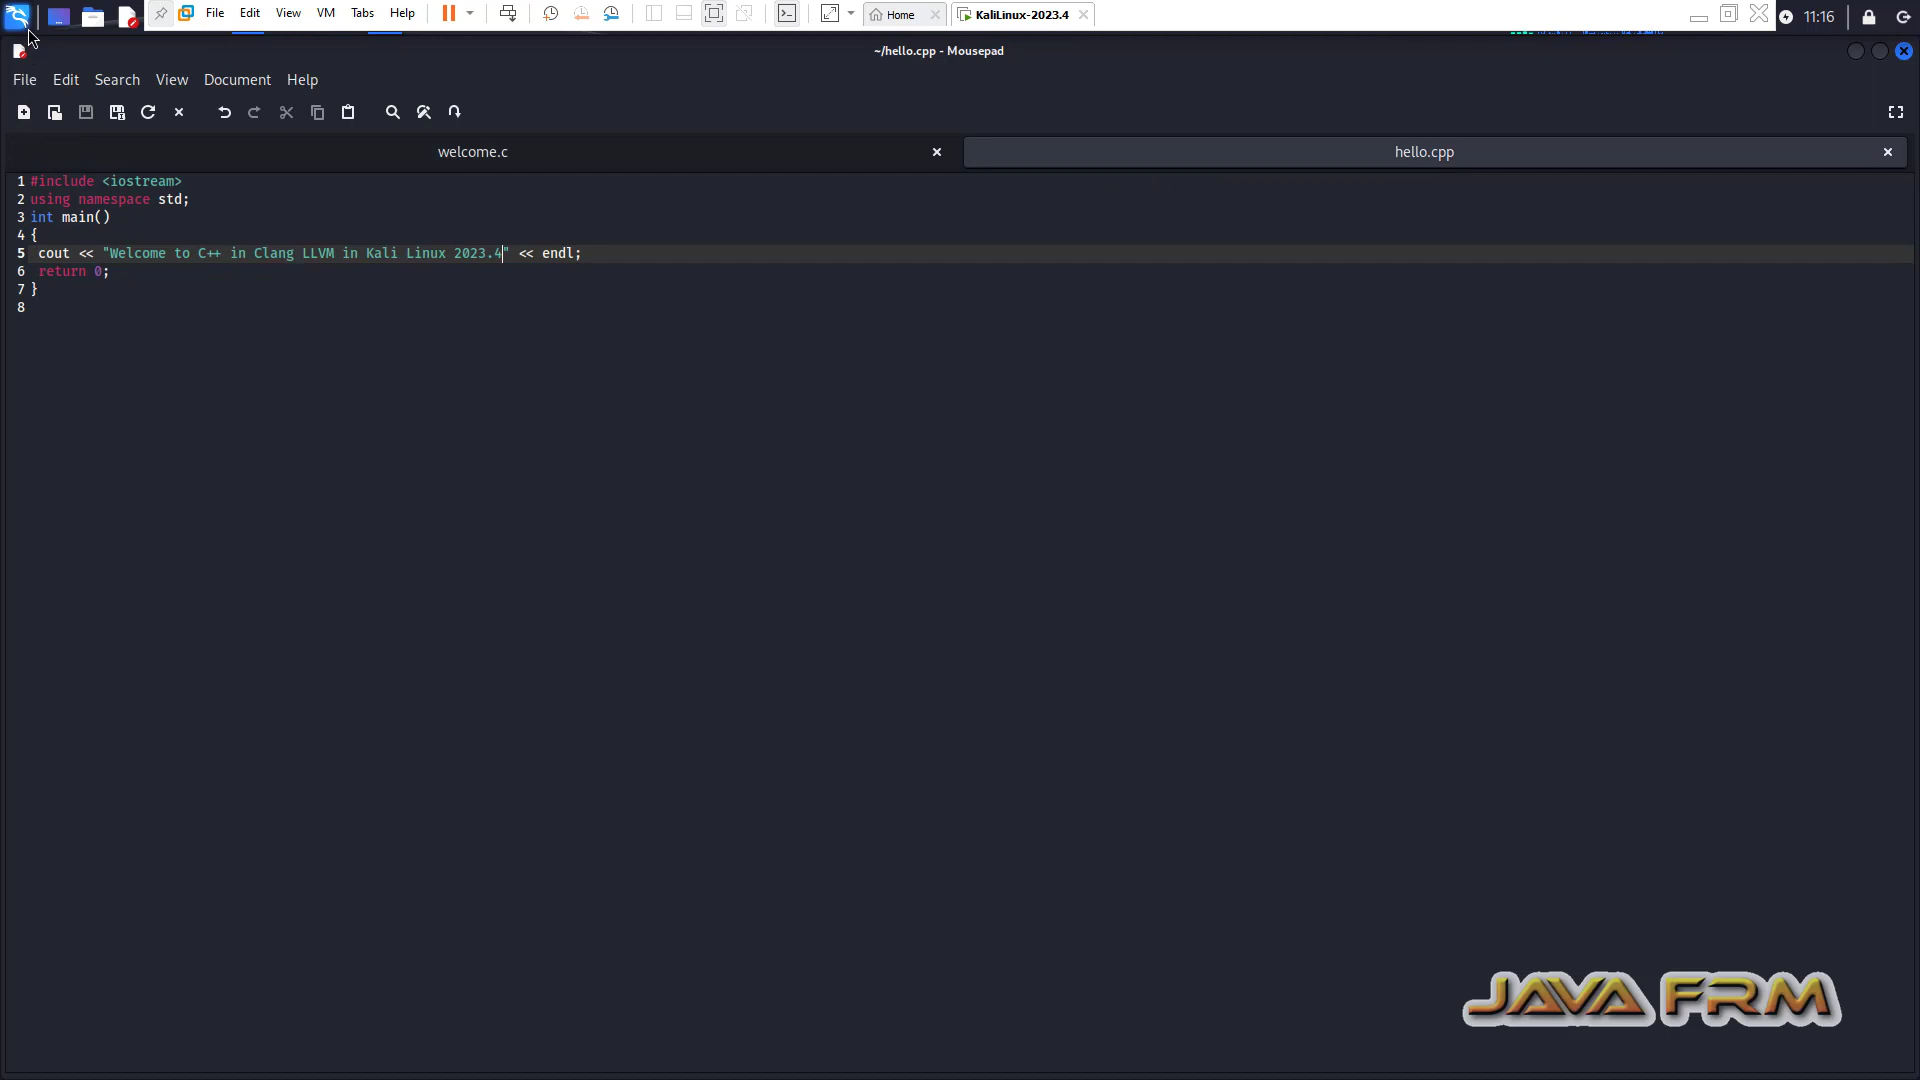 File Edit View VM Tabs Help Home KaliLinux-2023.4 11:16
~/hello.cpp - Mousepad
File Edit Search View Document Help
welcome.c hello.cpp
1 #include <iostream>
2 using namespace std;
3 int main()
4 {
5 cout << "Welcome to C++ in Clang LLVM in Kali Linux 2023.4" << endl;
6 return 0;
7 }
8
JAVA FRM